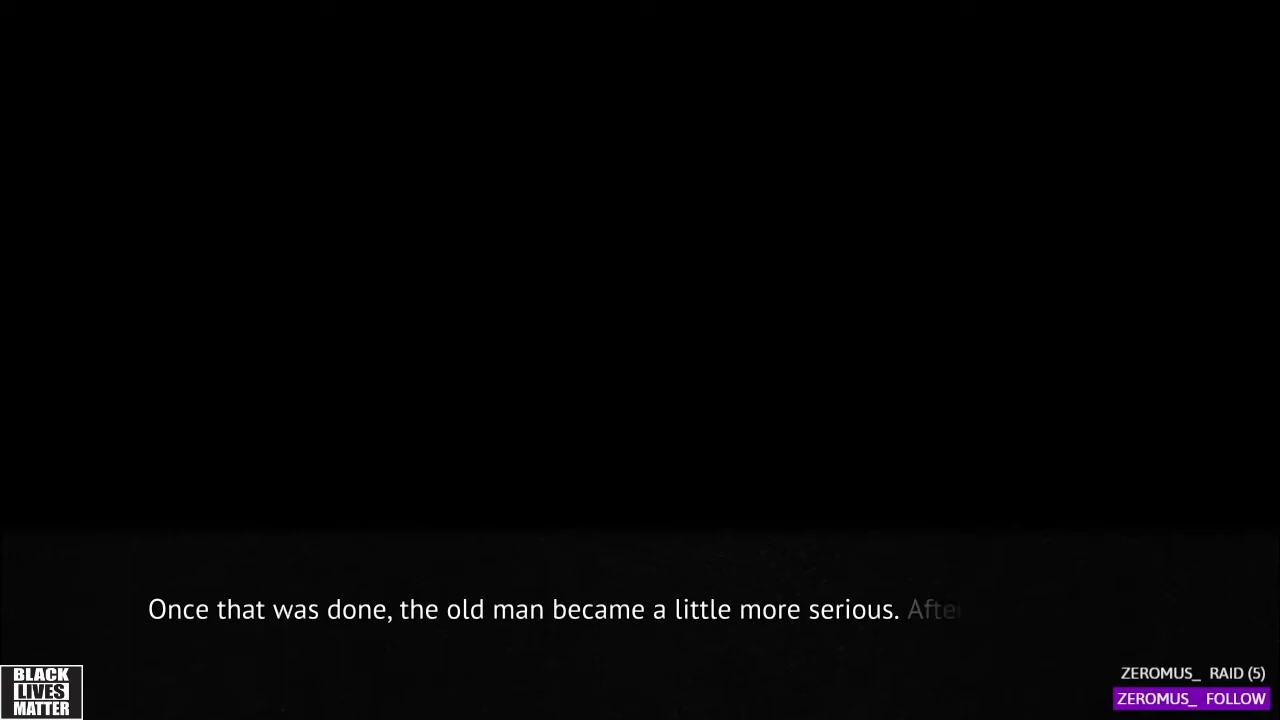 Once that was done, the old man became a little more serious. After
BLACK
LIVES
MATTER
ZEROMUS_ RAID (5)
ZEROMUS_ FOLLOW